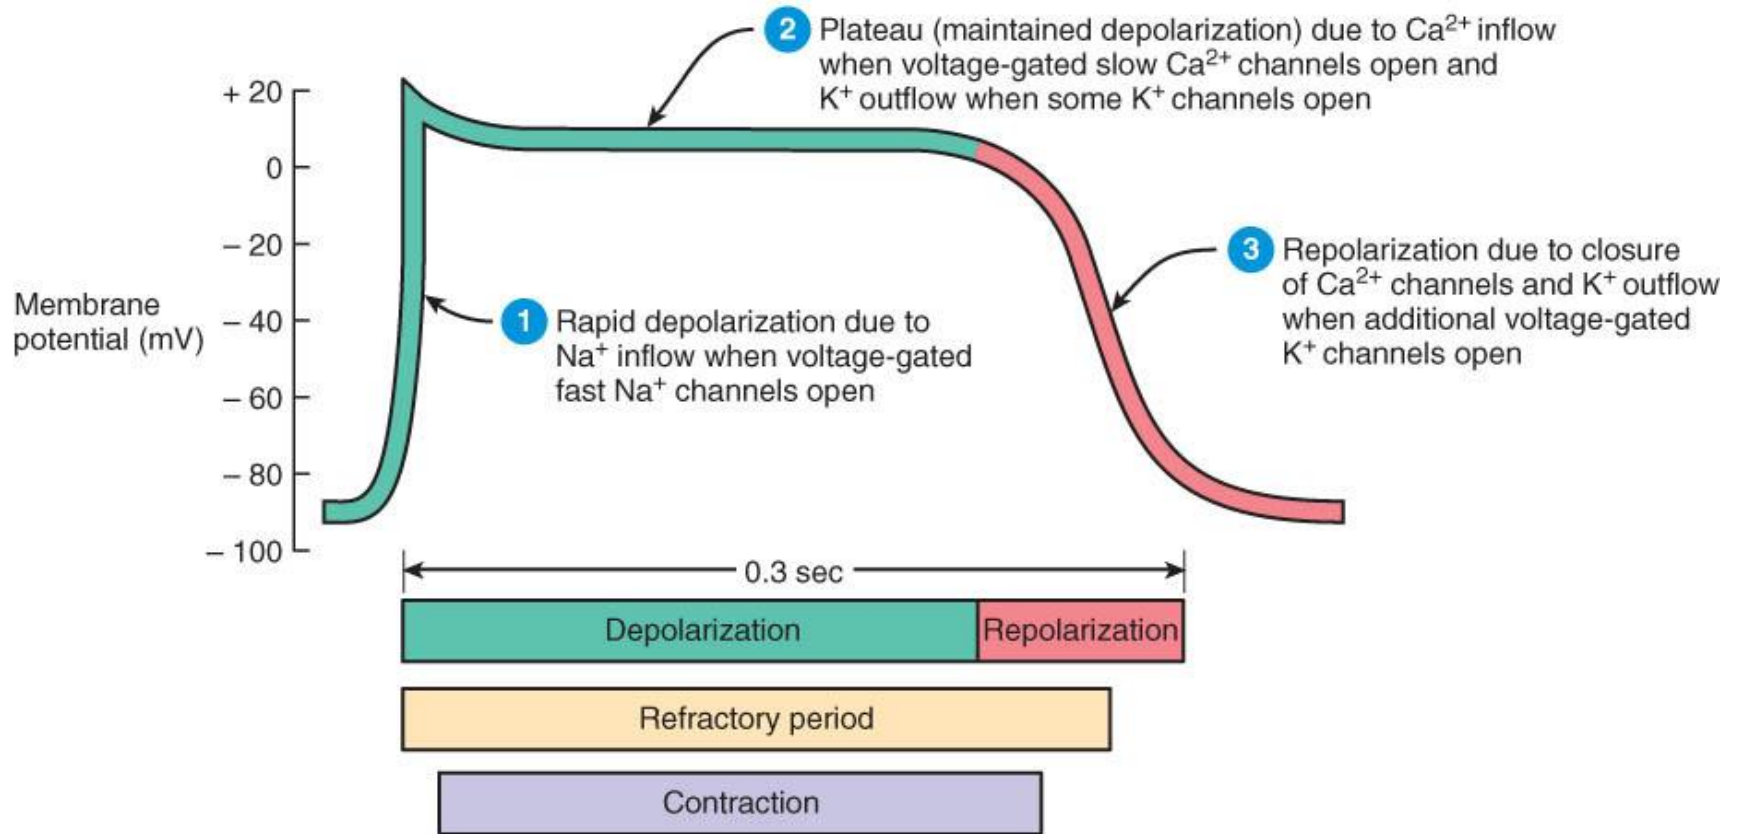 2 Plateau (maintained depolarization) due to Ca²⁺ inflow
when voltage-gated slow Ca²⁺ channels open and
K⁺ outflow when some K⁺ channels open
+ 20
0
– 20
– 40
– 60
– 80
– 100
Membrane
potential (mV)
1 Rapid depolarization due to
Na⁺ inflow when voltage-gated
fast Na⁺ channels open
3 Repolarization due to closure
of Ca²⁺ channels and K⁺ outflow
when additional voltage-gated
K⁺ channels open
0.3 sec
Depolarization
Repolarization
Refractory period
Contraction